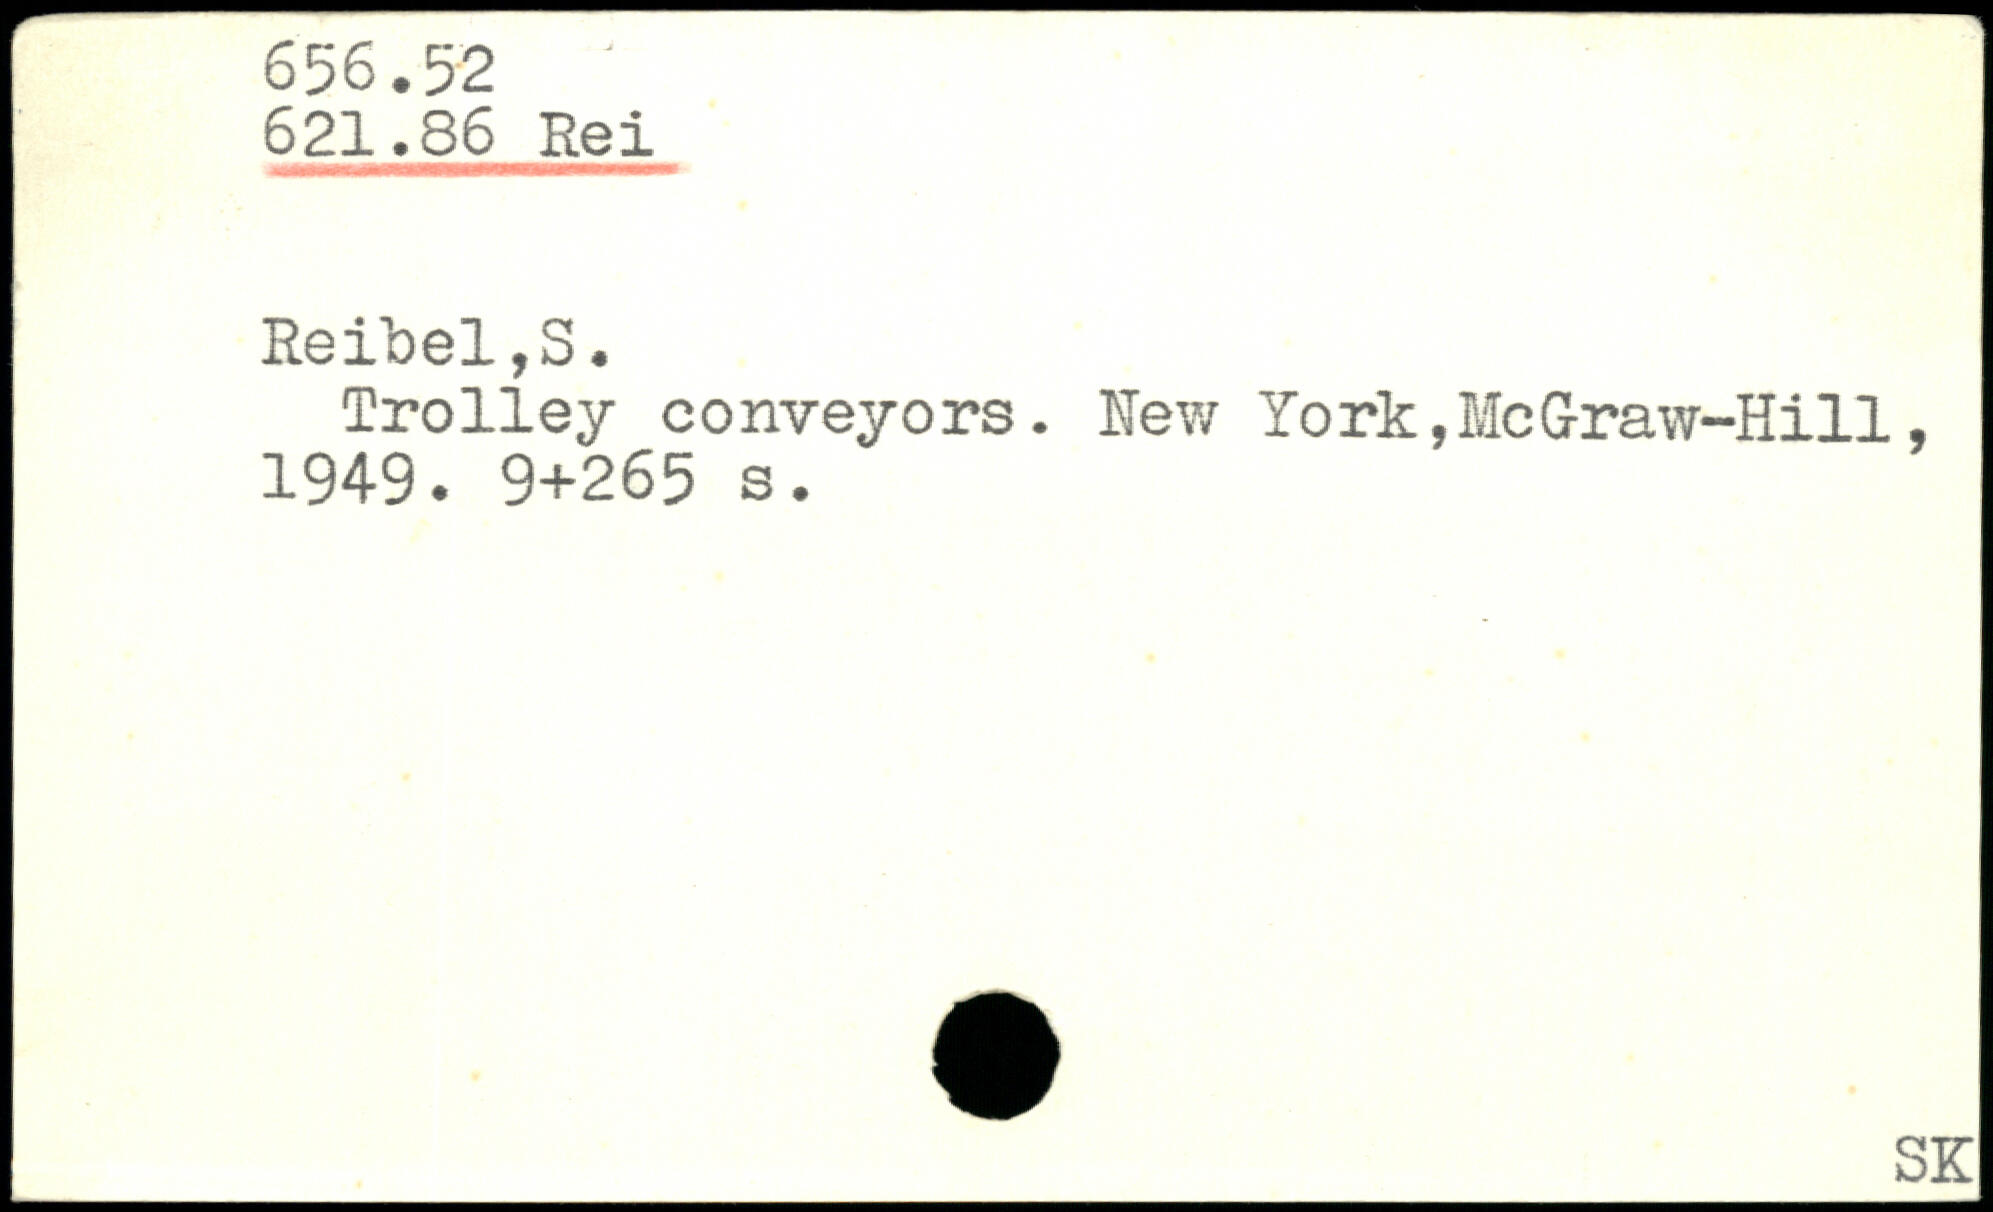 656.52
621.86 Rei
Reibel,S.
Trolley conveyors. New York,McGraw-Hill,
1949. 9+265 s.
SK